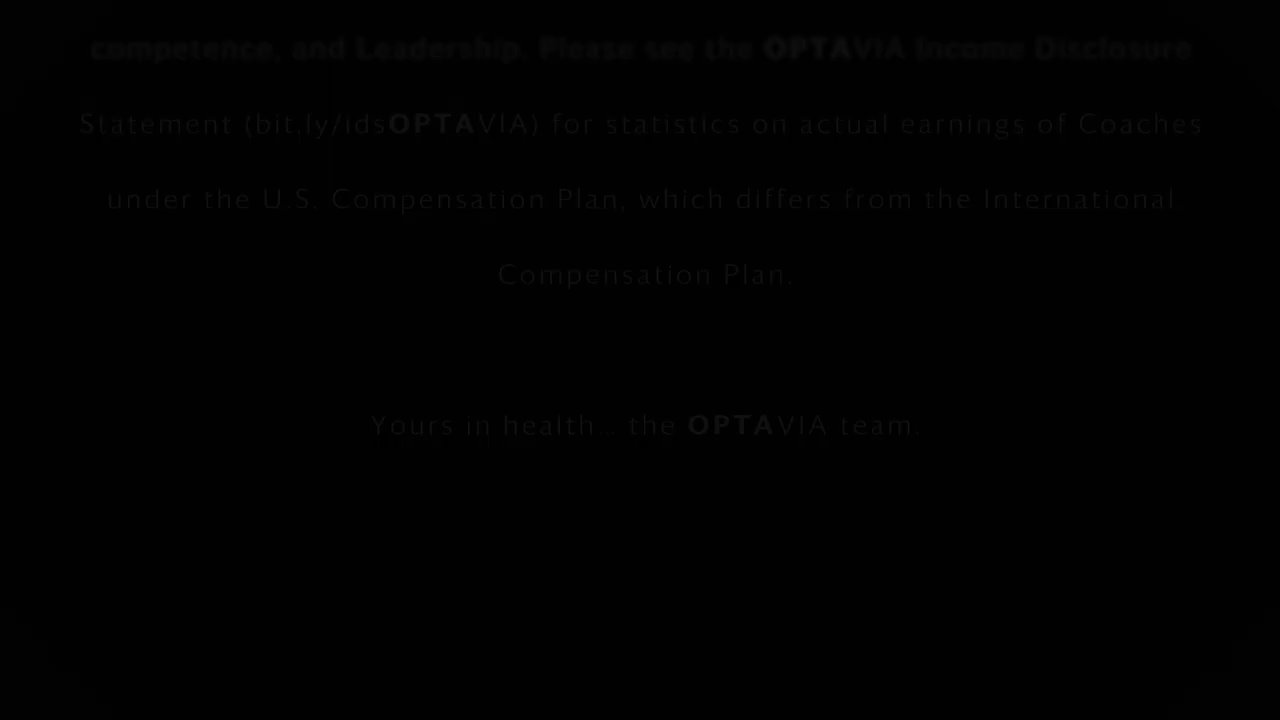 competence, and Leadership. Please see the OPTAVIA Income Disclosure
Statement (bit.ly/idsOPTAVIA) for statistics on actual earnings of Coaches
under the U.S. Compensation Plan, which differs from the International
Compensation Plan.
Yours in health... the OPTAVIA team.